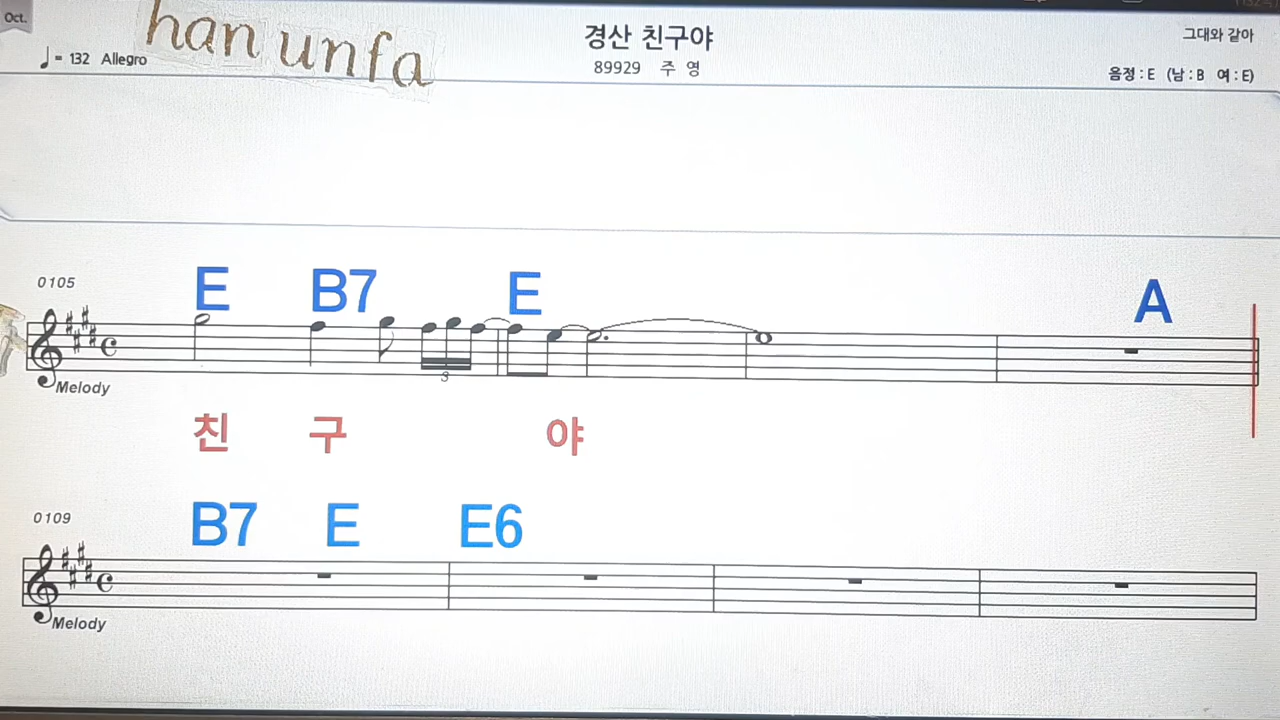 Oct.
han unfa
♩= 132 Allegro
경산 친구야
89929 주 영
그대와 같아
음정 : E (남 : B 여 : E)
0105
E B7 E A
3
Melody
친 구 야
0109
B7 E E6
Melody